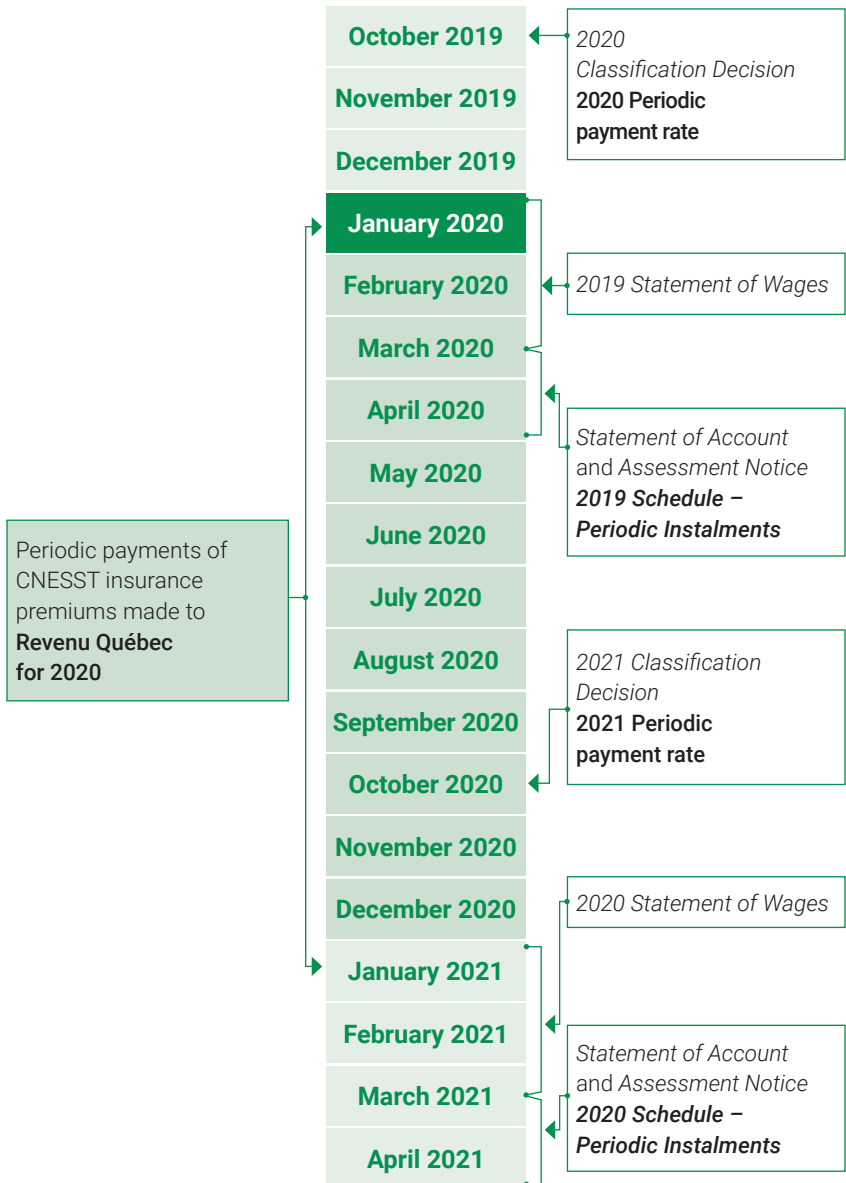 October 2019
November 2019
December 2019
January 2020
February 2020
March 2020
April 2020
May 2020
June 2020
July 2020
August 2020
September 2020
October 2020
November 2020
December 2020
January 2021
February 2021
March 2021
April 2021
2020
Classification Decision
2020 Periodic
payment rate
2019 Statement of Wages
Statement of Account
and Assessment Notice
2019 Schedule –
Periodic Instalments
Periodic payments of
CNESST insurance
premiums made to
Revenu Québec
for 2020
2021 Classification
Decision
2021 Periodic
payment rate
2020 Statement of Wages
Statement of Account
and Assessment Notice
2020 Schedule –
Periodic Instalments